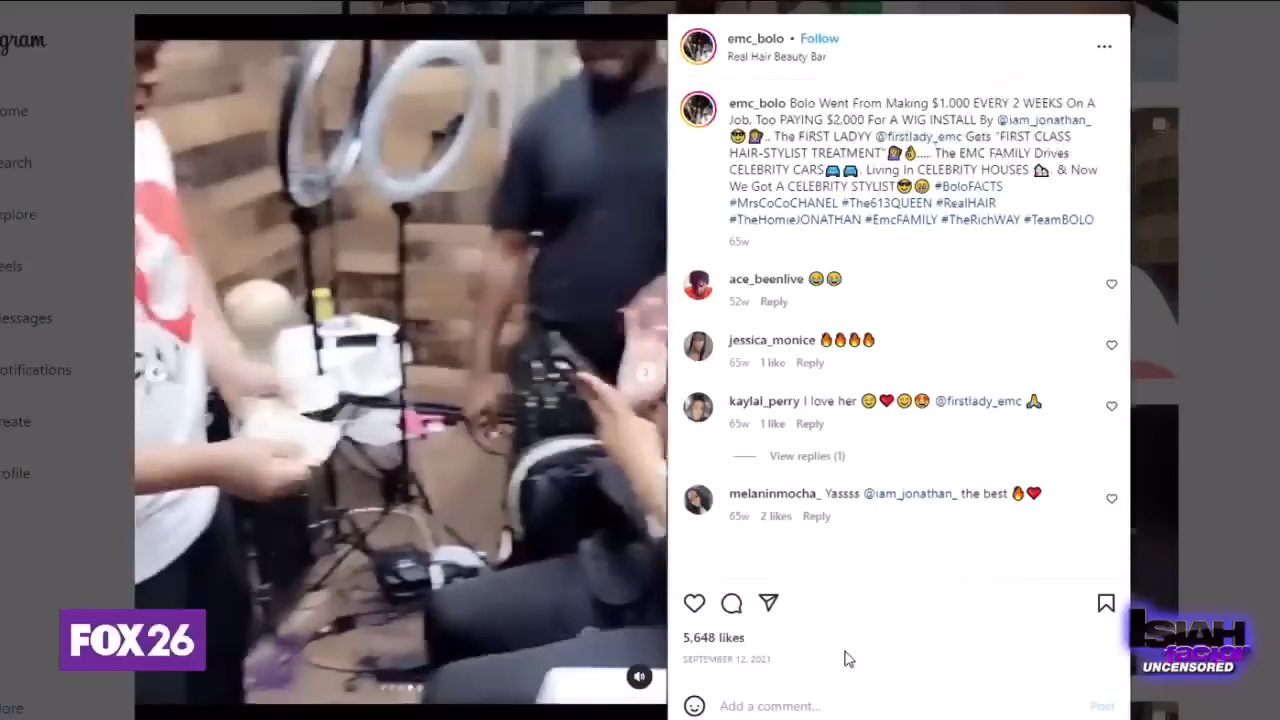 gram
ome
earch
xplore
eels
essages
otifications
reate
rofile
ore
emc_bolo • Follow
Real Hair Beauty Bar
emc_bolo Bolo Went From Making $1.000 EVERY 2 WEEKS On A
Job, Too PAYING $2,000 For A WIG INSTALL By @iam_jonathan_
😎🙋🏽‍♀️.. The FIRST LADYY @firstlady_emc Gets "FIRST CLASS
HAIR-STYLIST TREATMENT"🙋🏽‍♀️👌..... The EMC FAMILY Drives
CELEBRITY CARS🚙🚙. Living In CELEBRITY HOUSES 🏠. & Now
We Got A CELEBRITY STYLIST😎😁 #BoloFACTS
#MrsCoCoCHANEL #The613QUEEN #RealHAIR
#TheHomieJONATHAN #EmcFAMILY #TheRichWAY #TeamBOLO
65w
ace_beenlive 😂😂
52w Reply
jessica_monice 🔥🔥🔥🔥
65w 1 like Reply
kaylal_perry I love her 😊❤️😊😍 @firstlady_emc 🙏
65w 1 like Reply
View replies (1)
melaninmocha_ Yassss @iam_jonathan_ the best 🔥❤️
65w 2 likes Reply
5,648 likes
SEPTEMBER 12, 2021
Add a comment...
Post
FOX 26
ISIAH
factor
UNCENSORED